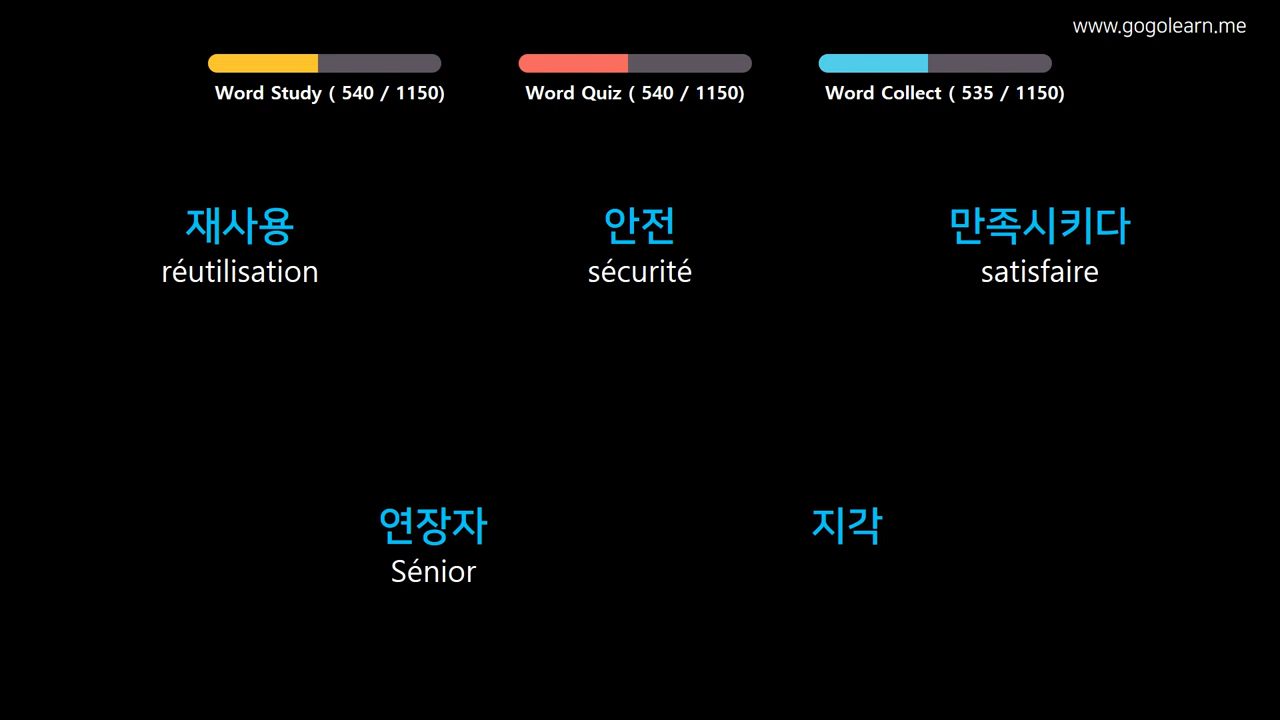 www.gogolearn.me
Word Study ( 540 / 1150)
Word Quiz ( 540 / 1150)
Word Collect ( 535 / 1150)
재사용
réutilisation
안전
sécurité
만족시키다
satisfaire
연장자
Sénior
지각